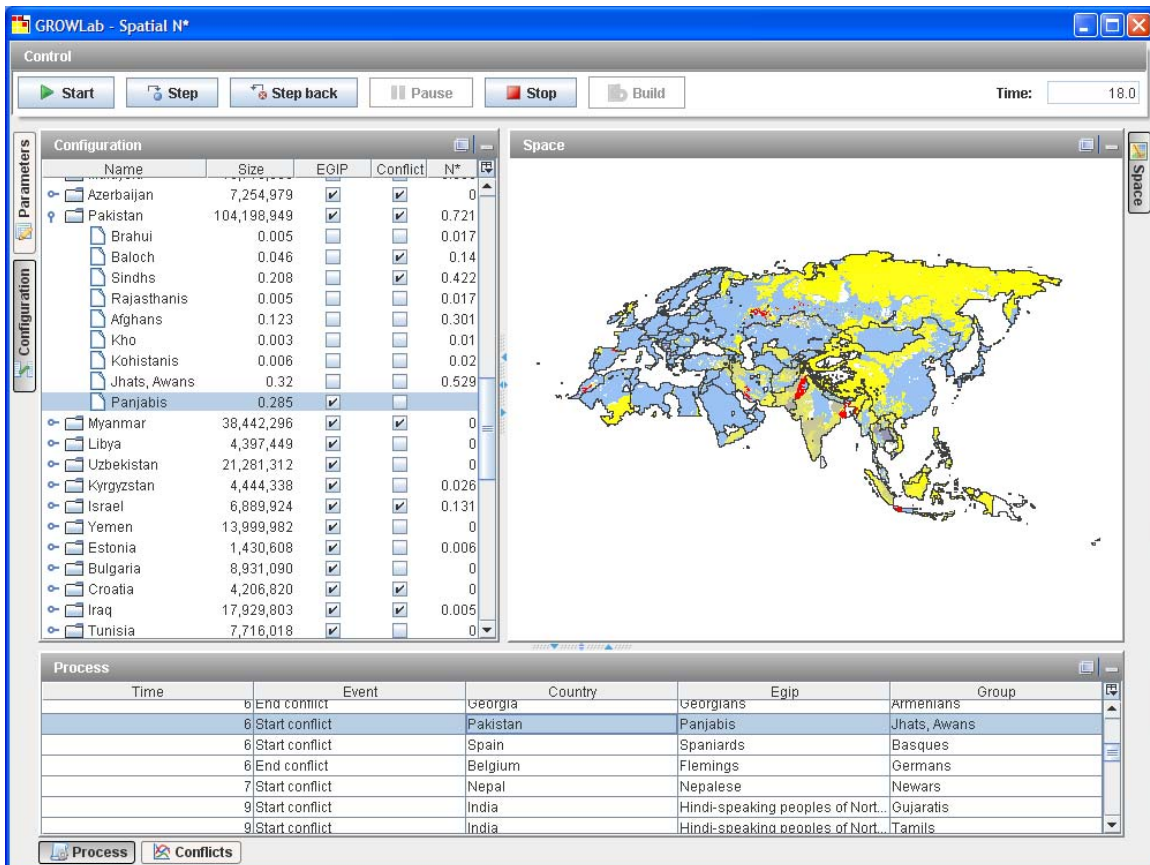 GROWLab - Spatial N*
Control
Start Step Step back Pause Stop Build Time: 18.0
Parameters
Configuration
Configuration
Name Size EGIP Conflict N*
Azerbaijan 7,254,979 0
Pakistan 104,198,949 0.721
Brahui 0.005 0.017
Baloch 0.046 0.14
Sindhs 0.208 0.422
Rajasthanis 0.005 0.017
Afghans 0.123 0.301
Kho 0.003 0.01
Kohistanis 0.006 0.02
Jhats, Awans 0.32 0.529
Panjabis 0.285
Myanmar 38,442,296 0
Libya 4,397,449 0
Uzbekistan 21,281,312 0
Kyrgyzstan 4,444,338 0.026
Israel 6,889,924 0.131
Yemen 13,999,982 0
Estonia 1,430,608 0.006
Bulgaria 8,931,090 0
Croatia 4,206,820 0
Iraq 17,929,803 0.005
Tunisia 7,716,018 0
Space
Space
Process
Time Event Country Egip Group
6 End conflict Georgia Georgians Armenians
6 Start conflict Pakistan Panjabis Jhats, Awans
6 Start conflict Spain Spaniards Basques
6 End conflict Belgium Flemings Germans
7 Start conflict Nepal Nepalese Newars
9 Start conflict India Hindi-speaking peoples of Nort... Gujaratis
9 Start conflict India Hindi-speaking peoples of Nort... Tamils
Process Conflicts